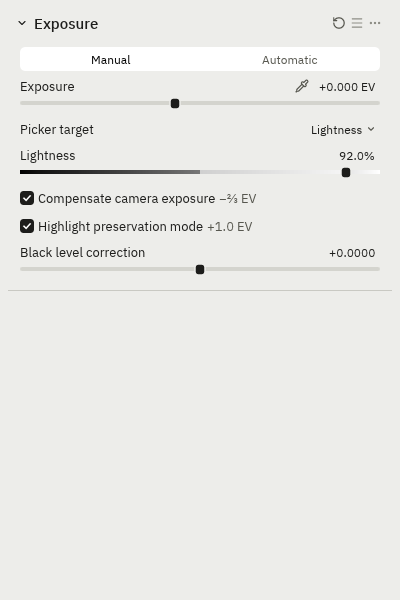 Exposure
Manual Automatic
Exposure +0.000 EV
Picker target Lightness
Lightness 92.0%
Compensate camera exposure −⅔ EV
Highlight preservation mode +1.0 EV
Black level correction +0.0000